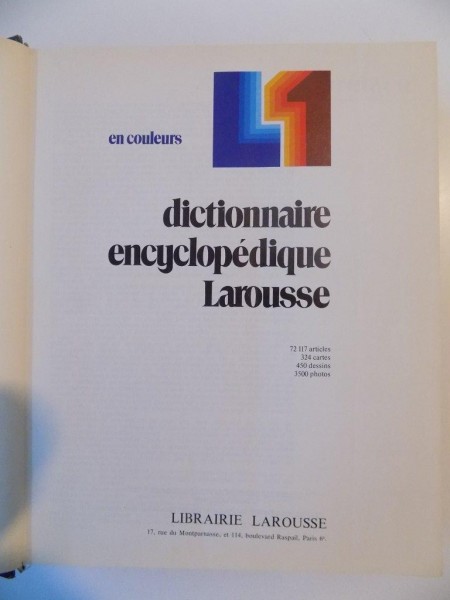 L1
en couleurs
dictionnaire
encyclopédique
Larousse
72 117 articles
324 cartes
450 dessins
3500 photos
LIBRAIRIE LAROUSSE
17, rue du Montparnasse, et 114, boulevard Raspail, Paris 6e.